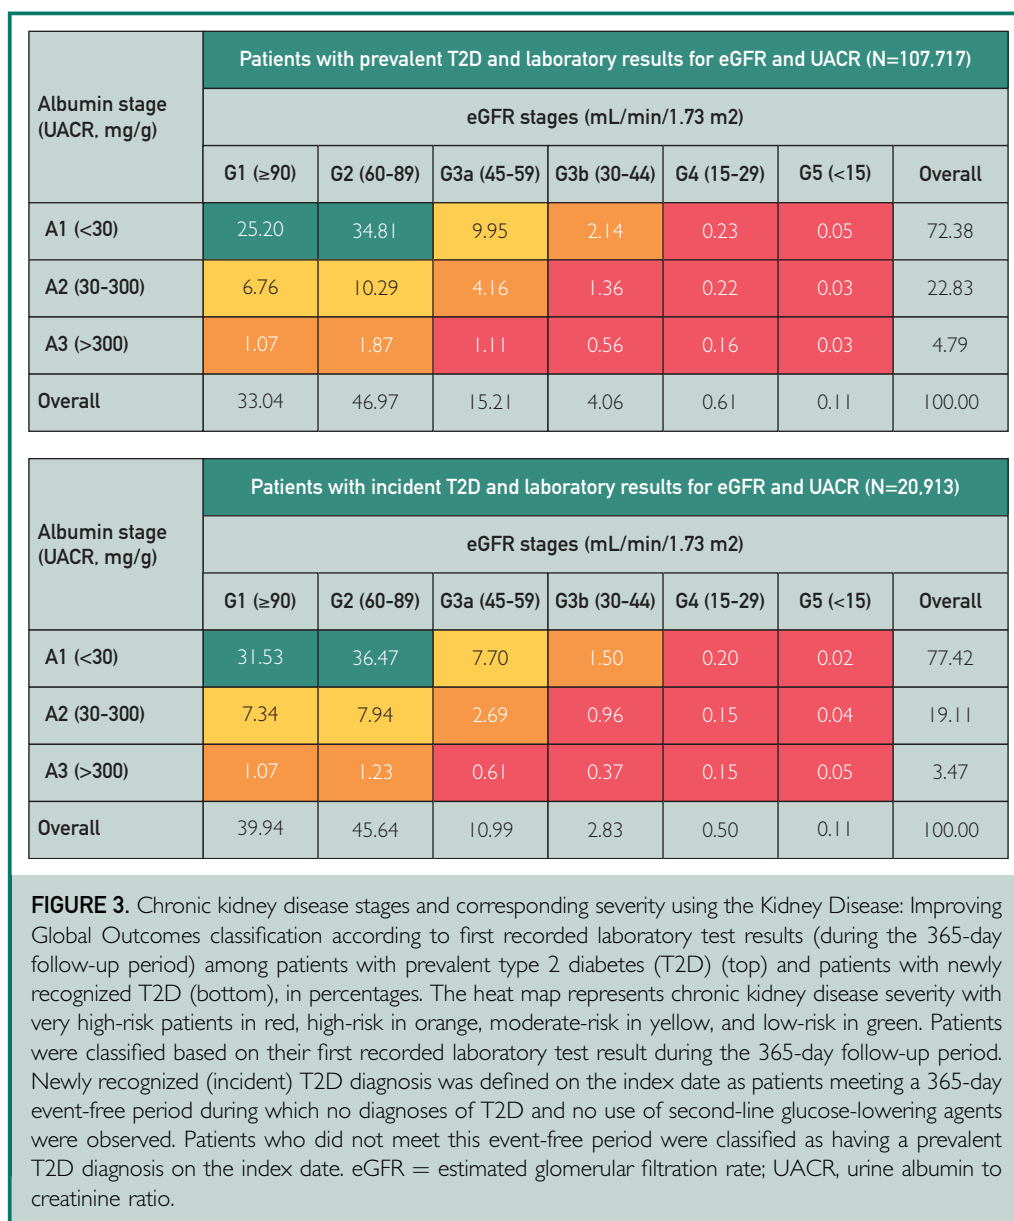 Patients with prevalent T2D and laboratory results for eGFR and UACR (N=107,717)
Albumin stage
(UACR, mg/g)
eGFR stages (mL/min/1.73 m2)
G1 (≥90) G2 (60-89) G3a (45-59) G3b (30-44) G4 (15-29) G5 (<15) Overall
A1 (<30) 25.20 34.81 9.95 2.14 0.23 0.05 72.38
A2 (30-300) 6.76 10.29 4.16 1.36 0.22 0.03 22.83
A3 (>300) 1.07 1.87 1.11 0.56 0.16 0.03 4.79
Overall 33.04 46.97 15.21 4.06 0.61 0.11 100.00
Patients with incident T2D and laboratory results for eGFR and UACR (N=20,913)
Albumin stage
(UACR, mg/g)
eGFR stages (mL/min/1.73 m2)
G1 (≥90) G2 (60-89) G3a (45-59) G3b (30-44) G4 (15-29) G5 (<15) Overall
A1 (<30) 31.53 36.47 7.70 1.50 0.20 0.02 77.42
A2 (30-300) 7.34 7.94 2.69 0.96 0.15 0.04 19.11
A3 (>300) 1.07 1.23 0.61 0.37 0.15 0.05 3.47
Overall 39.94 45.64 10.99 2.83 0.50 0.11 100.00
FIGURE 3. Chronic kidney disease stages and corresponding severity using the Kidney Disease: Improving
Global Outcomes classification according to first recorded laboratory test results (during the 365-day
follow-up period) among patients with prevalent type 2 diabetes (T2D) (top) and patients with newly
recognized T2D (bottom), in percentages. The heat map represents chronic kidney disease severity with
very high-risk patients in red, high-risk in orange, moderate-risk in yellow, and low-risk in green. Patients
were classified based on their first recorded laboratory test result during the 365-day follow-up period.
Newly recognized (incident) T2D diagnosis was defined on the index date as patients meeting a 365-day
event-free period during which no diagnoses of T2D and no use of second-line glucose-lowering agents
were observed. Patients who did not meet this event-free period were classified as having a prevalent
T2D diagnosis on the index date. eGFR = estimated glomerular filtration rate; UACR, urine albumin to
creatinine ratio.